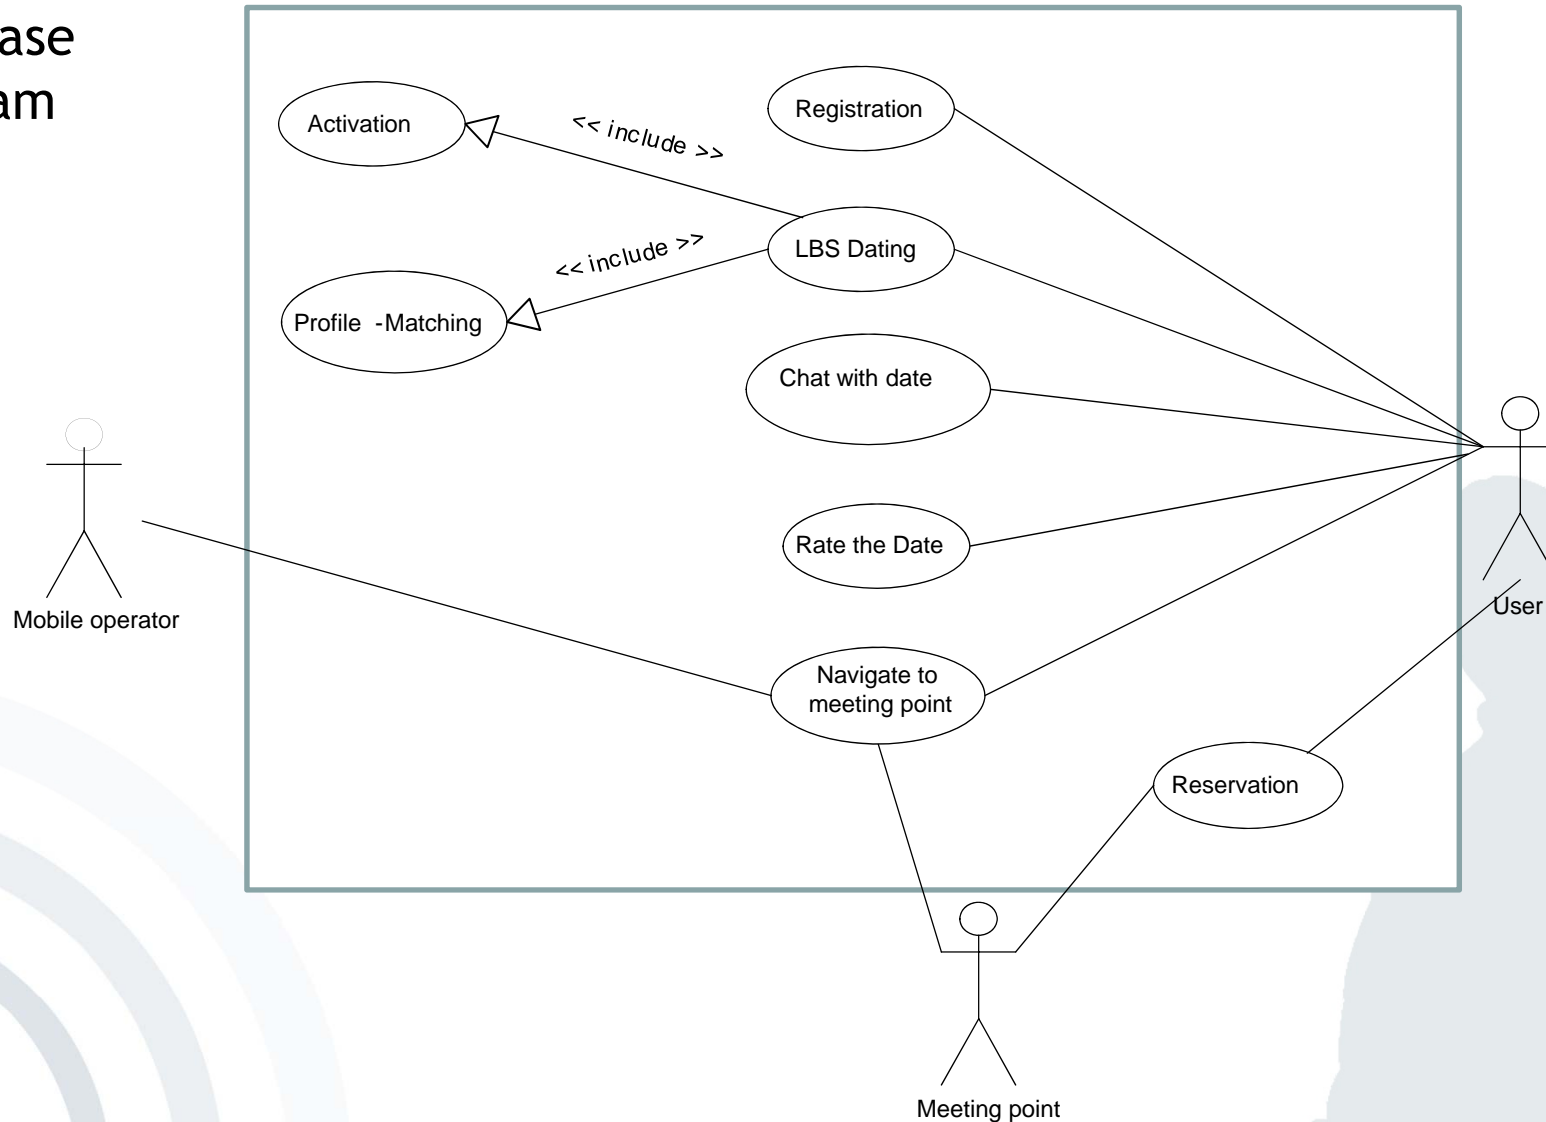 ase
am
Activation
<< include >>
Registration
<< include >>
LBS Dating
Profile -Matching
Chat with date
Rate the Date
User
Mobile operator
Navigate to
meeting point
Reservation
Meeting point